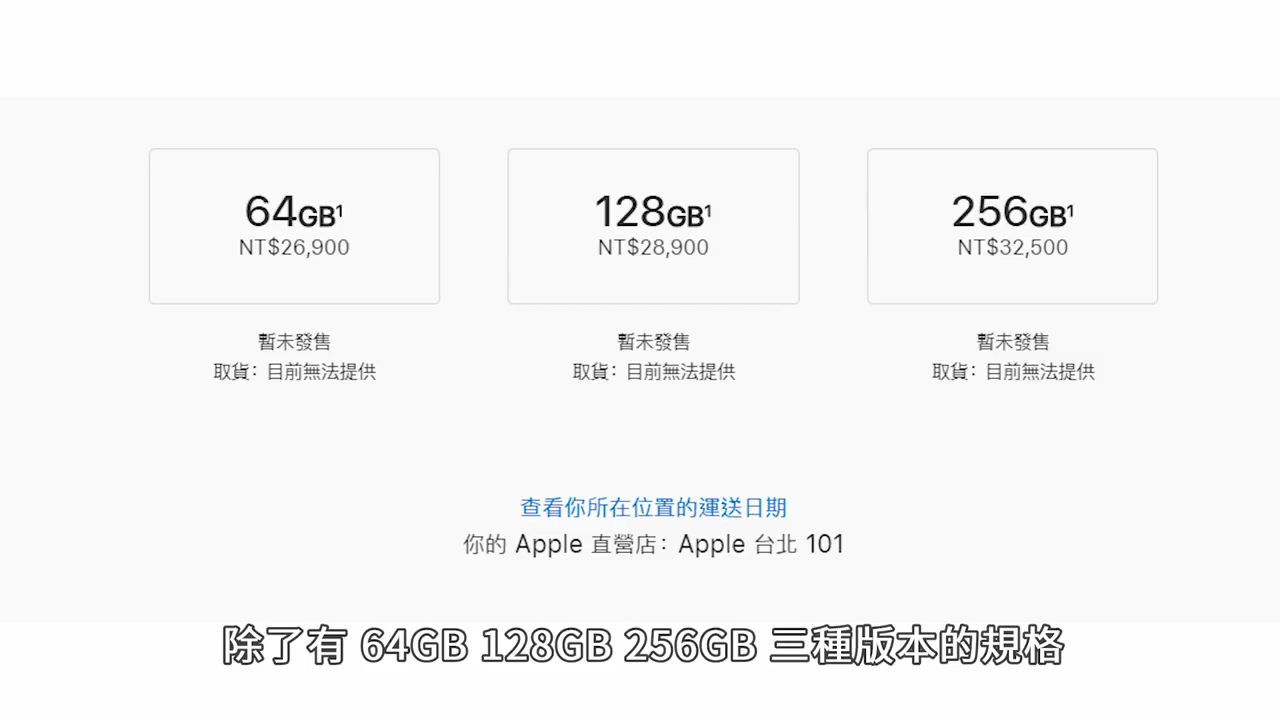 64GB¹
NT$26,900
暫未發售
取貨：目前無法提供
128GB¹
NT$28,900
暫未發售
取貨：目前無法提供
256GB¹
NT$32,500
暫未發售
取貨：目前無法提供
查看你所在位置的運送日期
你的 Apple 直營店：Apple 台北 101
除了有 64GB 128GB 256GB 三種版本的規格